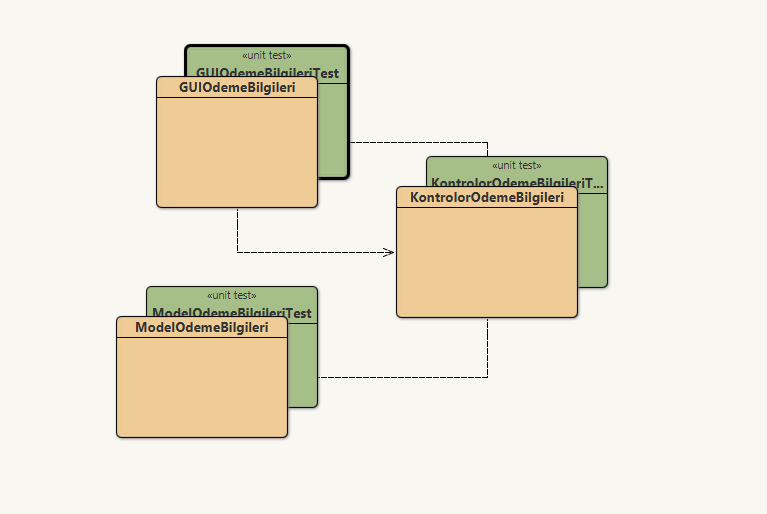 «unit test»
GUIOdemeBilgileriTest
GUIOdemeBilgileri
«unit test»
KontrolorOdemeBilgileriT...
KontrolorOdemeBilgileri
«unit test»
ModelOdemeBilgileriTest
ModelOdemeBilgileri